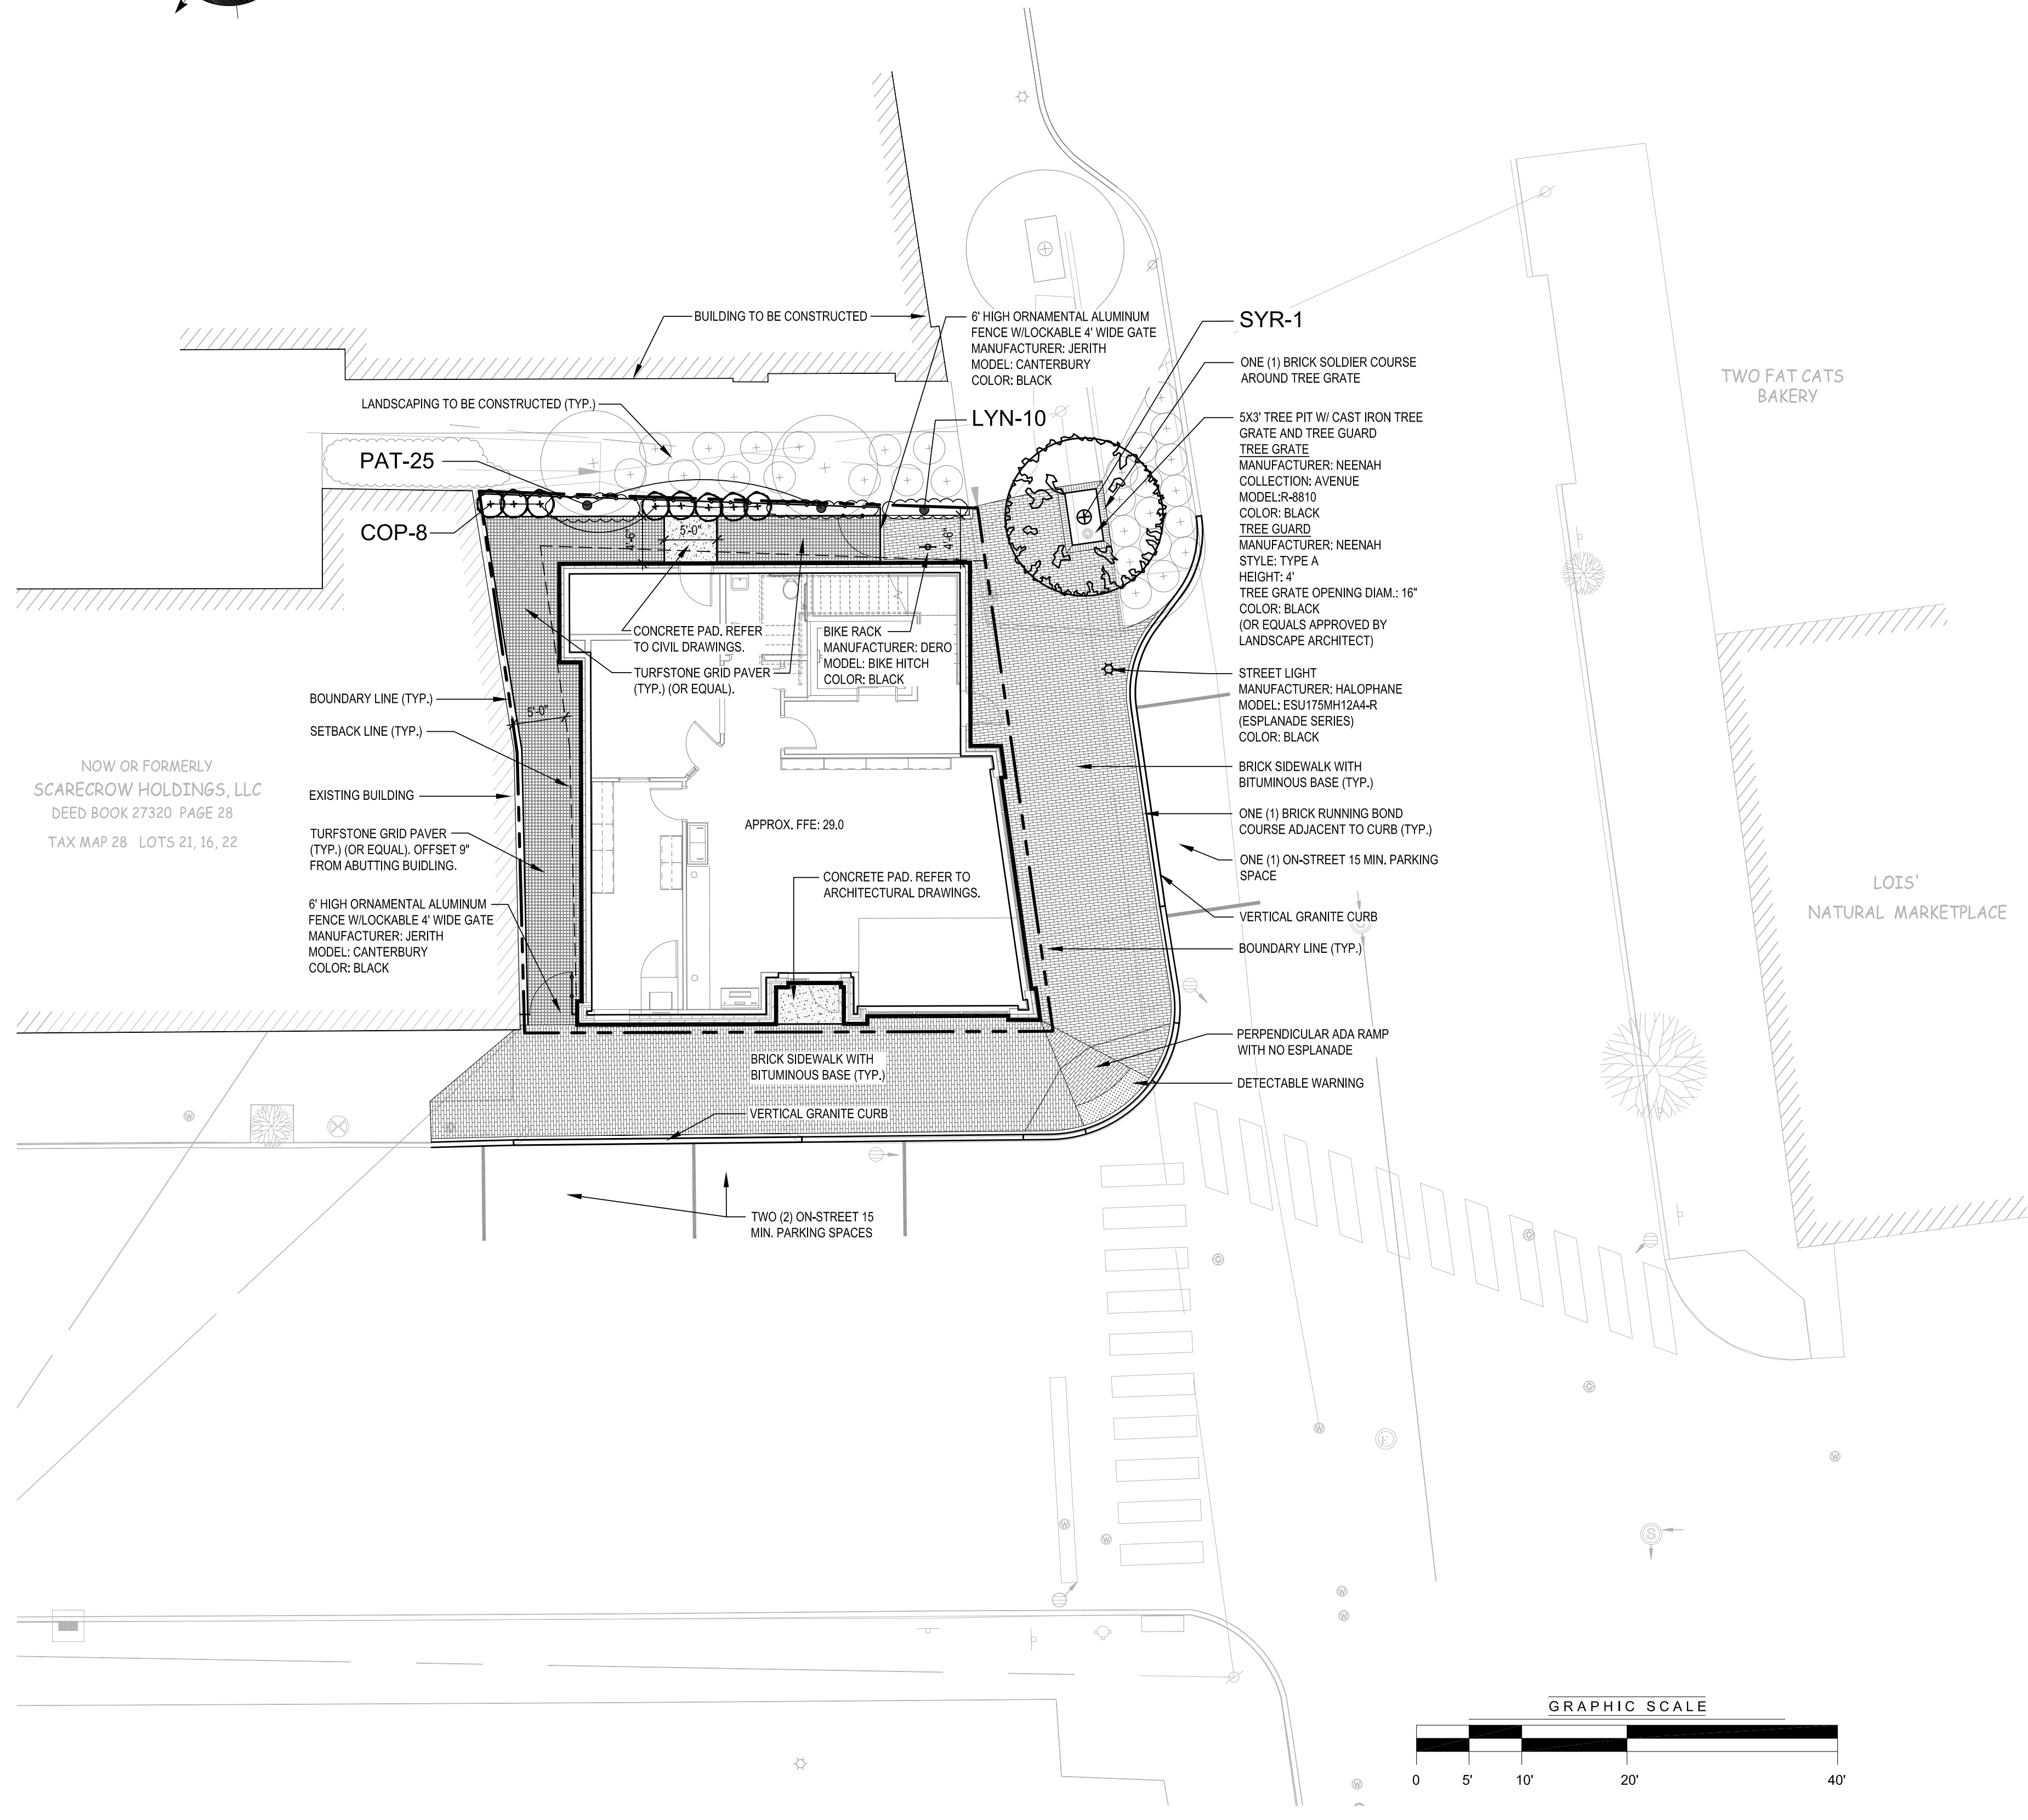 BUILDING TO BE CONSTRUCTED
6' HIGH ORNAMENTAL ALUMINUM
FENCE W/LOCKABLE 4' WIDE GATE
MANUFACTURER: JERITH
MODEL: CANTERBURY
COLOR: BLACK
SYR-1
ONE (1) BRICK SOLDIER COURSE
AROUND TREE GRATE
TWO FAT CATS
BAKERY
LANDSCAPING TO BE CONSTRUCTED (TYP.)
LYN-10
5X3' TREE PIT W/ CAST IRON TREE
GRATE AND TREE GUARD
TREE GRATE
MANUFACTURER: NEENAH
COLLECTION: AVENUE
MODEL:R-8810
COLOR: BLACK
TREE GUARD
MANUFACTURER: NEENAH
STYLE: TYPE A
HEIGHT: 4'
TREE GRATE OPENING DIAM.: 16"
COLOR: BLACK
(OR EQUALS APPROVED BY
LANDSCAPE ARCHITECT)
PAT-25
COP-8
4'-6"
5'-0"
4'-6"
CONCRETE PAD. REFER
TO CIVIL DRAWINGS.
TURFSTONE GRID PAVER
(TYP.) (OR EQUAL).
BIKE RACK
MANUFACTURER: DERO
MODEL: BIKE HITCH
COLOR: BLACK
STREET LIGHT
MANUFACTURER: HALOPHANE
MODEL: ESU175MH12A4-R
(ESPLANADE SERIES)
COLOR: BLACK
BOUNDARY LINE (TYP.)
5'-0"
SETBACK LINE (TYP.)
NOW OR FORMERLY
SCARECROW HOLDINGS, LLC
DEED BOOK 27320 PAGE 28
TAX MAP 28 LOTS 21, 16, 22
EXISTING BUILDING
TURFSTONE GRID PAVER
(TYP.) (OR EQUAL). OFFSET 9"
FROM ABUTTING BUIDLING.
6' HIGH ORNAMENTAL ALUMINUM
FENCE W/LOCKABLE 4' WIDE GATE
MANUFACTURER: JERITH
MODEL: CANTERBURY
COLOR: BLACK
APPROX. FFE: 29.0
CONCRETE PAD. REFER TO
ARCHITECTURAL DRAWINGS.
BRICK SIDEWALK WITH
BITUMINOUS BASE (TYP.)
ONE (1) BRICK RUNNING BOND
COURSE ADJACENT TO CURB (TYP.)
ONE (1) ON-STREET 15 MIN. PARKING
SPACE
VERTICAL GRANITE CURB
BOUNDARY LINE (TYP.)
LOIS'
NATURAL MARKETPLACE
PERPENDICULAR ADA RAMP
WITH NO ESPLANADE
DETECTABLE WARNING
BRICK SIDEWALK WITH
BITUMINOUS BASE (TYP.)
VERTICAL GRANITE CURB
TWO (2) ON-STREET 15
MIN. PARKING SPACES
S
GRAPHIC SCALE
0 5' 10' 20' 40'